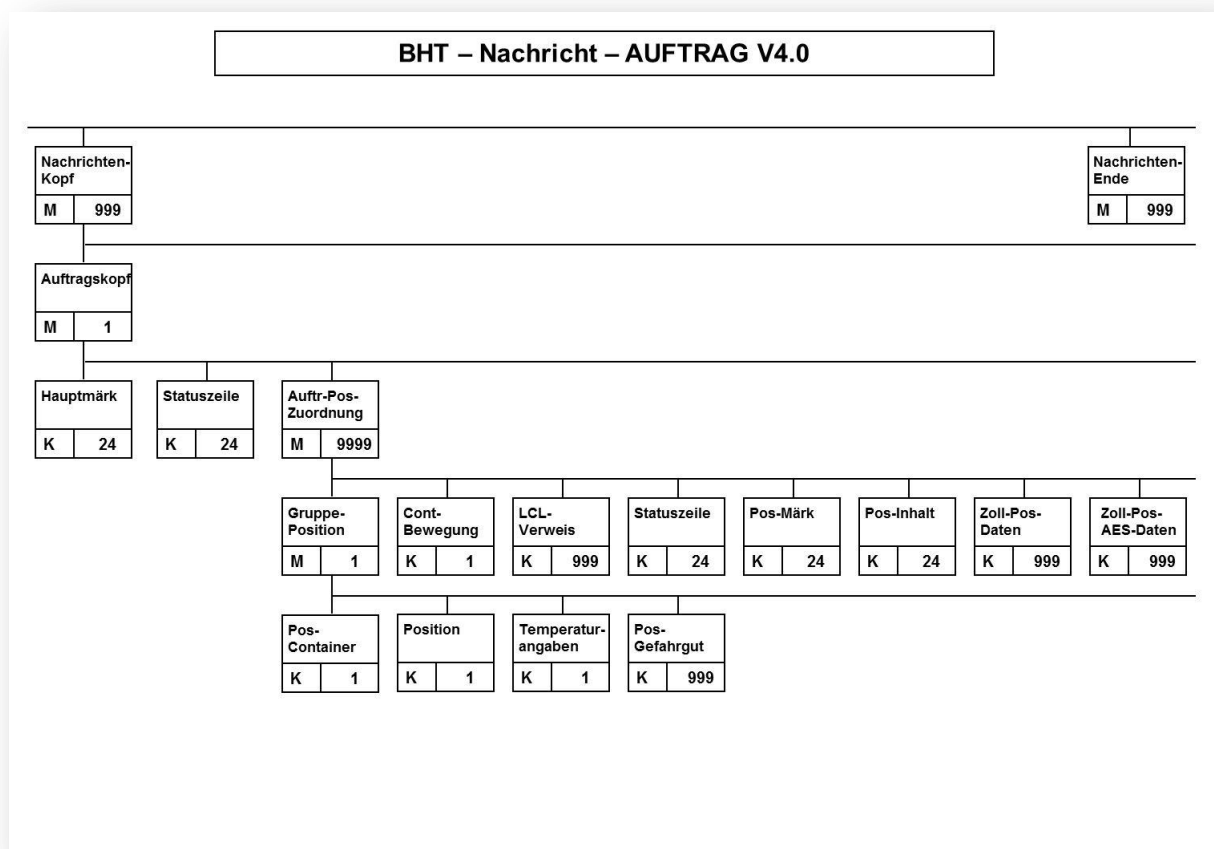 BHT – Nachricht – AUFTRAG V4.0
Nachrichten-
Kopf
M 999
Nachrichten-
Ende
M 999
Auftragskopf
M 1
Hauptmärk
K 24
Statuszeile
K 24
Auftr-Pos-
Zuordnung
M 9999
Gruppe-
Position
M 1
Cont-
Bewegung
K 1
LCL-
Verweis
K 999
Statuszeile
K 24
Pos-Märk
K 24
Pos-Inhalt
K 24
Zoll-Pos-
Daten
K 999
Zoll-Pos-
AES-Daten
K 999
Pos-
Container
K 1
Position
K 1
Temperatur-
angaben
K 1
Pos-
Gefahrgut
K 999